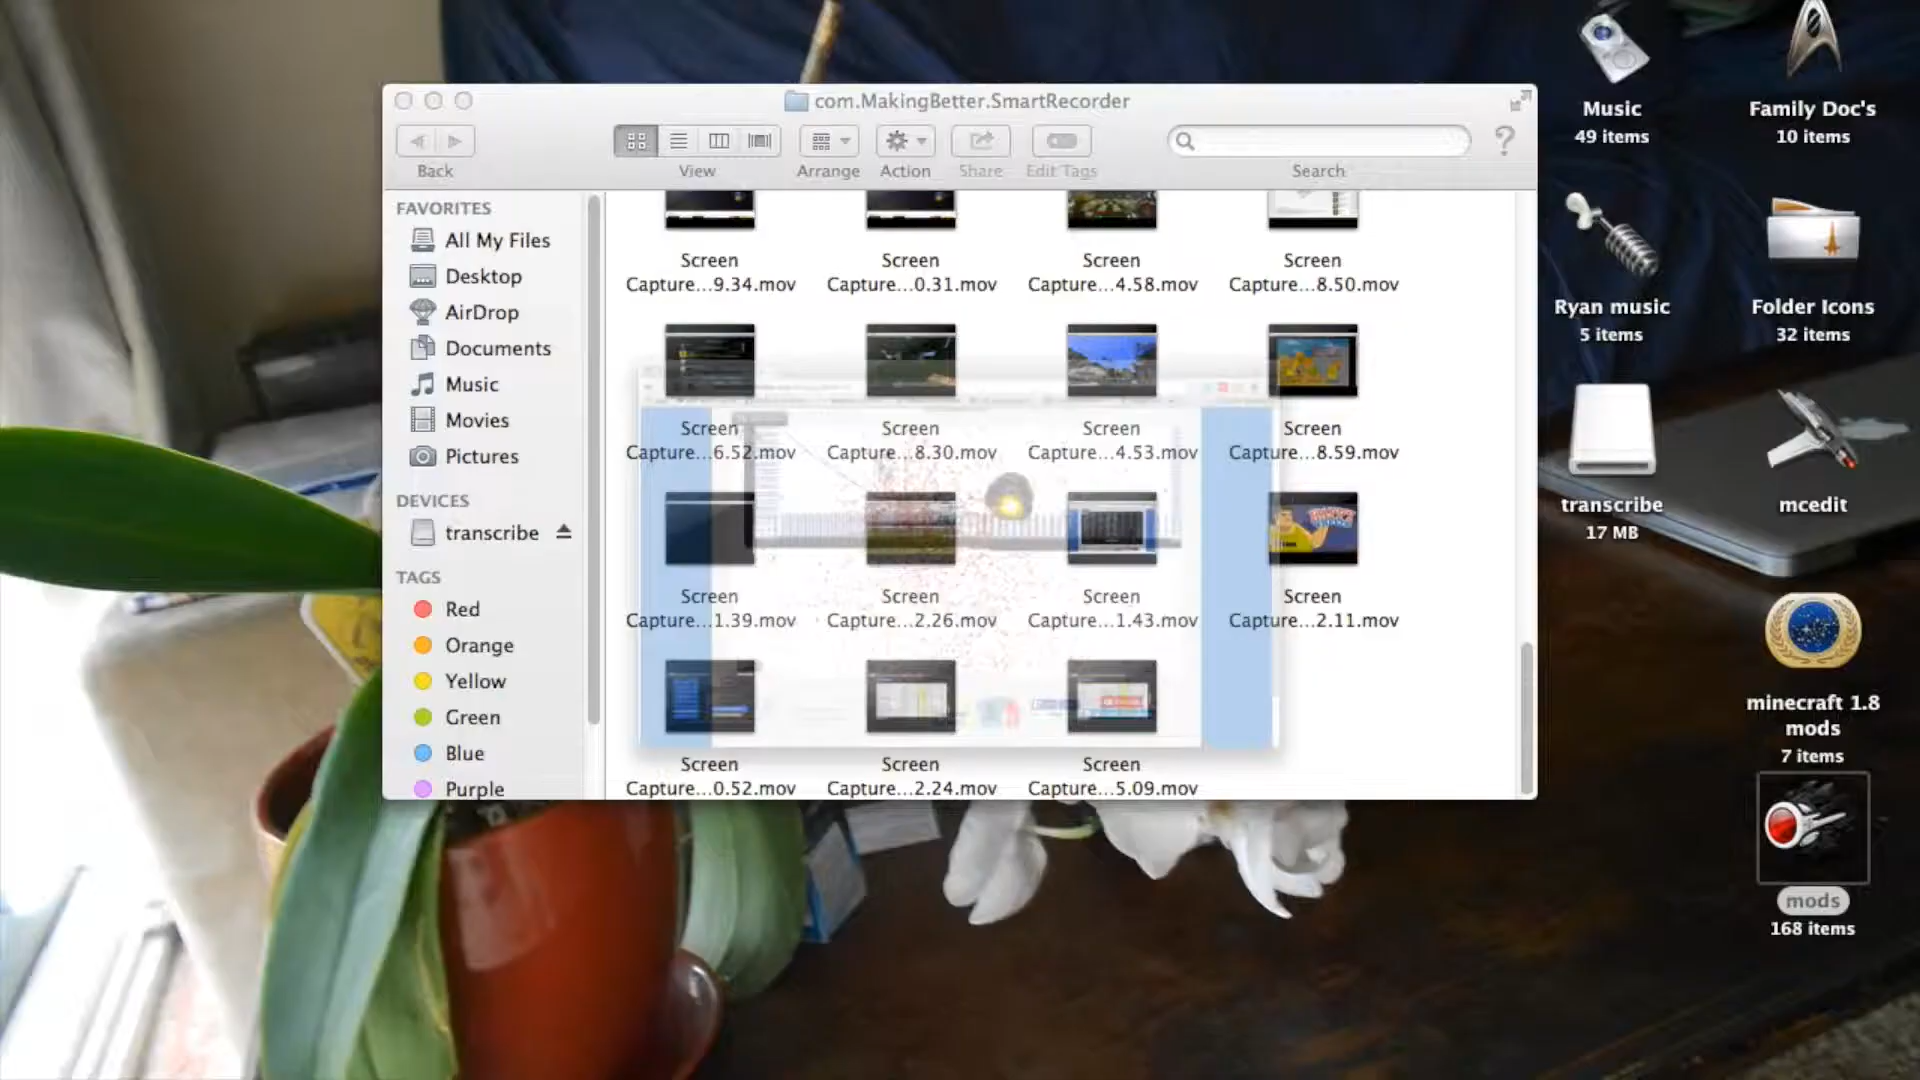 com.MakingBetter.SmartRecorder
Back
View
Arrange
Action
Share
Edit Tags
Search
FAVORITES
All My Files
Desktop
AirDrop
Documents
Music
Movies
Pictures
DEVICES
transcribe
TAGS
Red
Orange
Yellow
Green
Blue
Purple
Screen
Capture...9.34.mov
Screen
Capture...0.31.mov
Screen
Capture...4.58.mov
Screen
Capture...8.50.mov
Screen
Capture...6.52.mov
Screen
Capture...8.30.mov
Screen
Capture...4.53.mov
Screen
Capture...8.59.mov
Screen
Capture...1.39.mov
Screen
Capture...2.26.mov
Screen
Capture...1.43.mov
Screen
Capture...2.11.mov
Screen
Capture...0.52.mov
Screen
Capture...2.24.mov
Screen
Capture...5.09.mov
Music
49 items
Family Doc's
10 items
Ryan music
5 items
Folder Icons
32 items
transcribe
17 MB
mcedit
minecraft 1.8
mods
7 items
mods
168 items